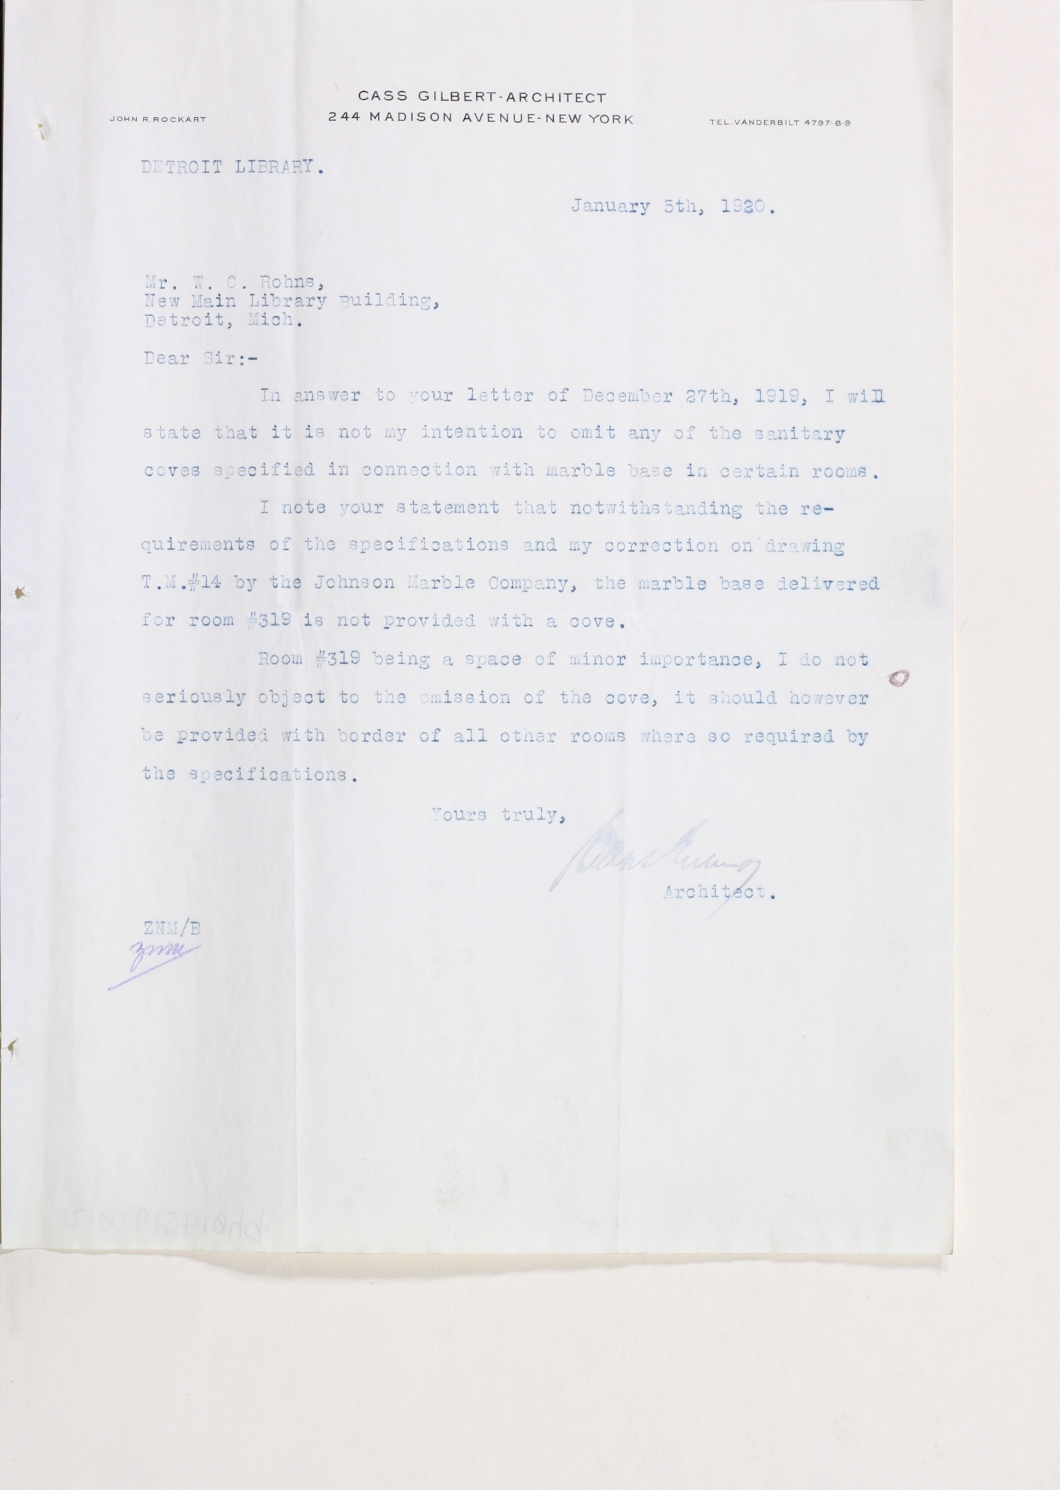 CASS GILBERT-ARCHITECT
244 MADISON AVENUE-NEW YORK
JOHN R. ROCKART
TEL. VANDERBILT 4797-8-9
DETROIT LIBRARY.
January 5th, 1920.
Mr. W. C. Rohns,
New Main Library Building,
Detroit, Mich.
Dear Sir:-
In answer to your letter of December 27th, 1919, I will
state that it is not my intention to omit any of the sanitary
coves specified in connection with marble base in certain rooms.
I note your statement that notwithstanding the re-
quirements of the specifications and my correction on drawing
T.M.#14 by the Johnson Marble Company, the marble base delivered
for room #319 is not provided with a cove.
Room #319 being a space of minor importance, I do not
seriously object to the omission of the cove, it should however
be provided with border of all other rooms where so required by
the specifications.
Yours truly,
Cass Gilbert
Architect.
ZNM/B
znm